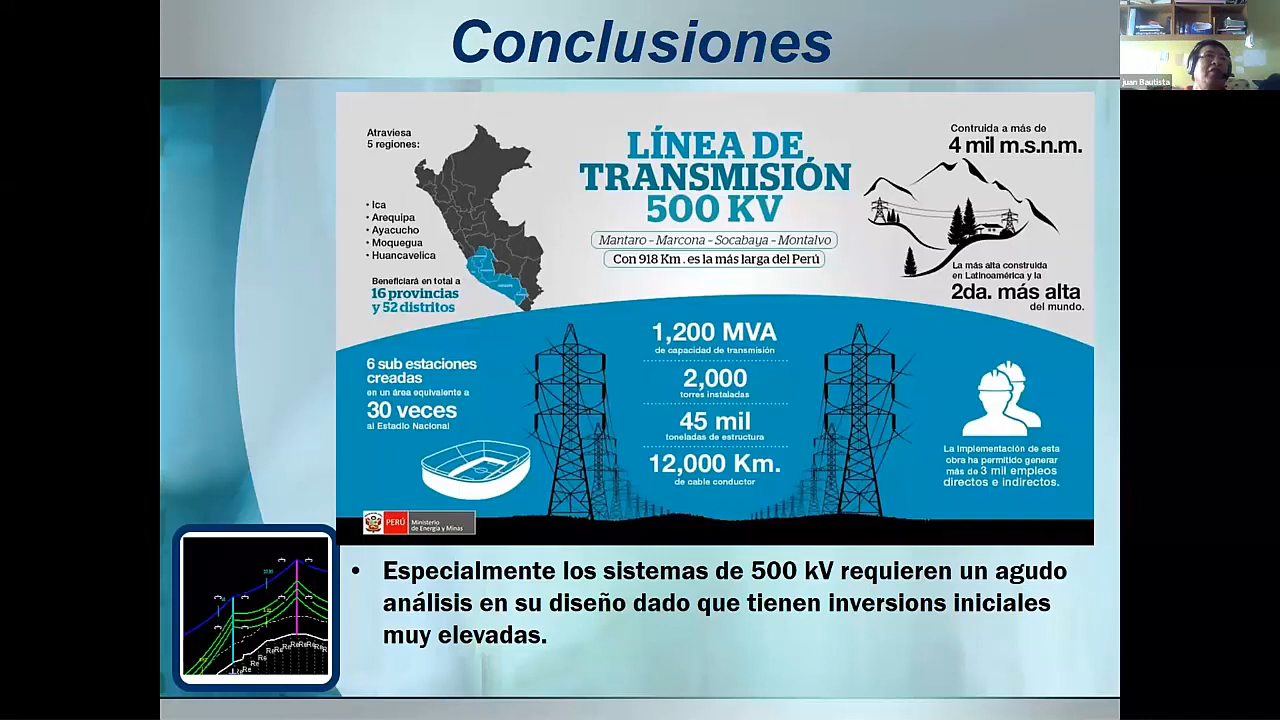 Conclusiones
juan Bautista
Atraviesa
5 regiones:
• Ica
• Arequipa
• Ayacucho
• Moquegua
• Huancavelica
Beneficiará en total a
16 provincias
y 52 distritos
LÍNEA DE
TRANSMISIÓN
500 KV
Mantaro - Marcona - Socabaya - Montalvo
Con 918 Km. es la más larga del Perú
Contruida a más de
4 mil m.s.n.m.
La más alta construida
en Latinoamérica y la
2da. más alta
del mundo.
6 sub estaciones
creadas
en un área equivalente a
30 veces
al Estadio Nacional
1,200 MVA
de capacidad de transmisión
2,000
torres instaladas
45 mil
toneladas de estructura
12,000 Km.
de cable conductor
La implementación de esta
obra ha permitido generar
más de 3 mil empleos
directos e indirectos.
PERÚ
Ministerio
de Energía y Minas
• Especialmente los sistemas de 500 kV requieren un agudo
análisis en su diseño dado que tienen inversions iniciales
muy elevadas.